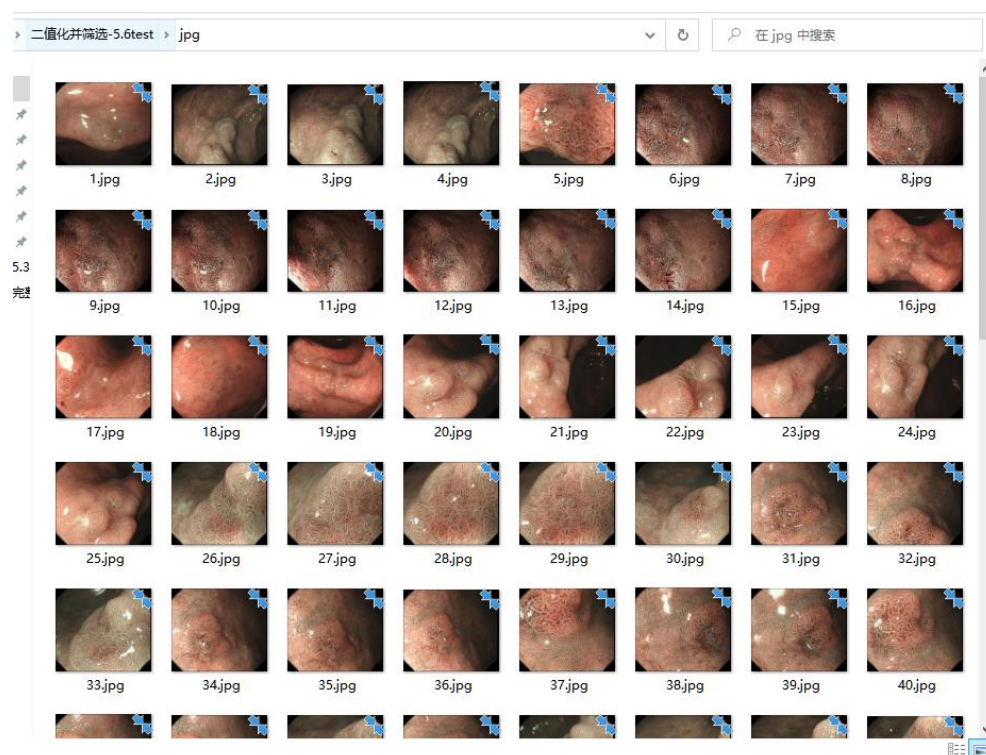 二值化并筛选-5.6test › jpg
在 jpg 中搜索
1.jpg 2.jpg 3.jpg 4.jpg 5.jpg 6.jpg 7.jpg 8.jpg
9.jpg 10.jpg 11.jpg 12.jpg 13.jpg 14.jpg 15.jpg 16.jpg
5.3
17.jpg 18.jpg 19.jpg 20.jpg 21.jpg 22.jpg 23.jpg 24.jpg
25.jpg 26.jpg 27.jpg 28.jpg 29.jpg 30.jpg 31.jpg 32.jpg
33.jpg 34.jpg 35.jpg 36.jpg 37.jpg 38.jpg 39.jpg 40.jpg